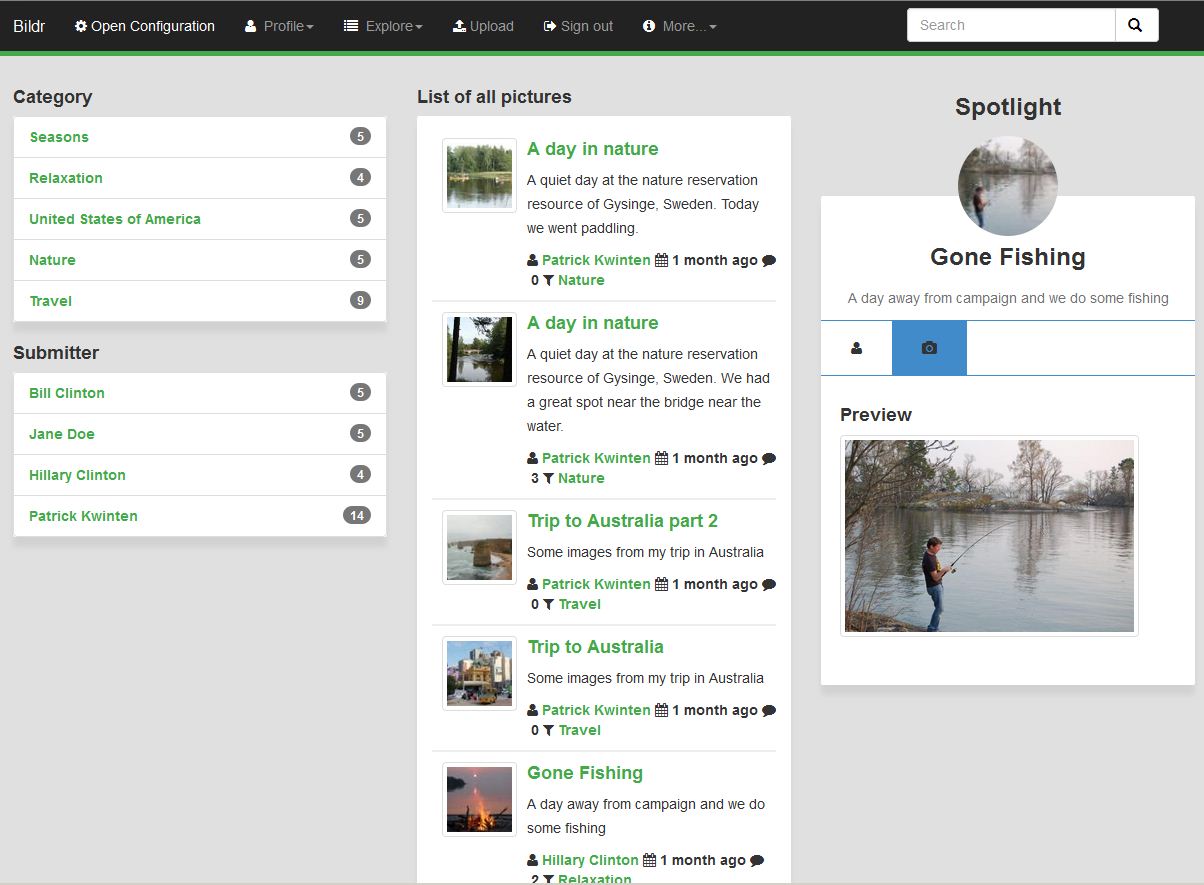 Bildr Open Configuration Profile Explore Upload Sign out More... Search
Category
Seasons 5
Relaxation 4
United States of America 5
Nature 5
Travel 9
Submitter
Bill Clinton 5
Jane Doe 5
Hillary Clinton 4
Patrick Kwinten 14
List of all pictures
A day in nature
A quiet day at the nature reservation
resource of Gysinge, Sweden. Today
we went paddling.
Patrick Kwinten 1 month ago
0 Nature
A day in nature
A quiet day at the nature reservation
resource of Gysinge, Sweden. We had
a great spot near the bridge near the
water.
Patrick Kwinten 1 month ago
3 Nature
Trip to Australia part 2
Some images from my trip in Australia
Patrick Kwinten 1 month ago
0 Travel
Trip to Australia
Some images from my trip in Australia
Patrick Kwinten 1 month ago
0 Travel
Gone Fishing
A day away from campaign and we do
some fishing
Hillary Clinton 1 month ago
2 Relaxation
Spotlight
Gone Fishing
A day away from campaign and we do some fishing
Preview